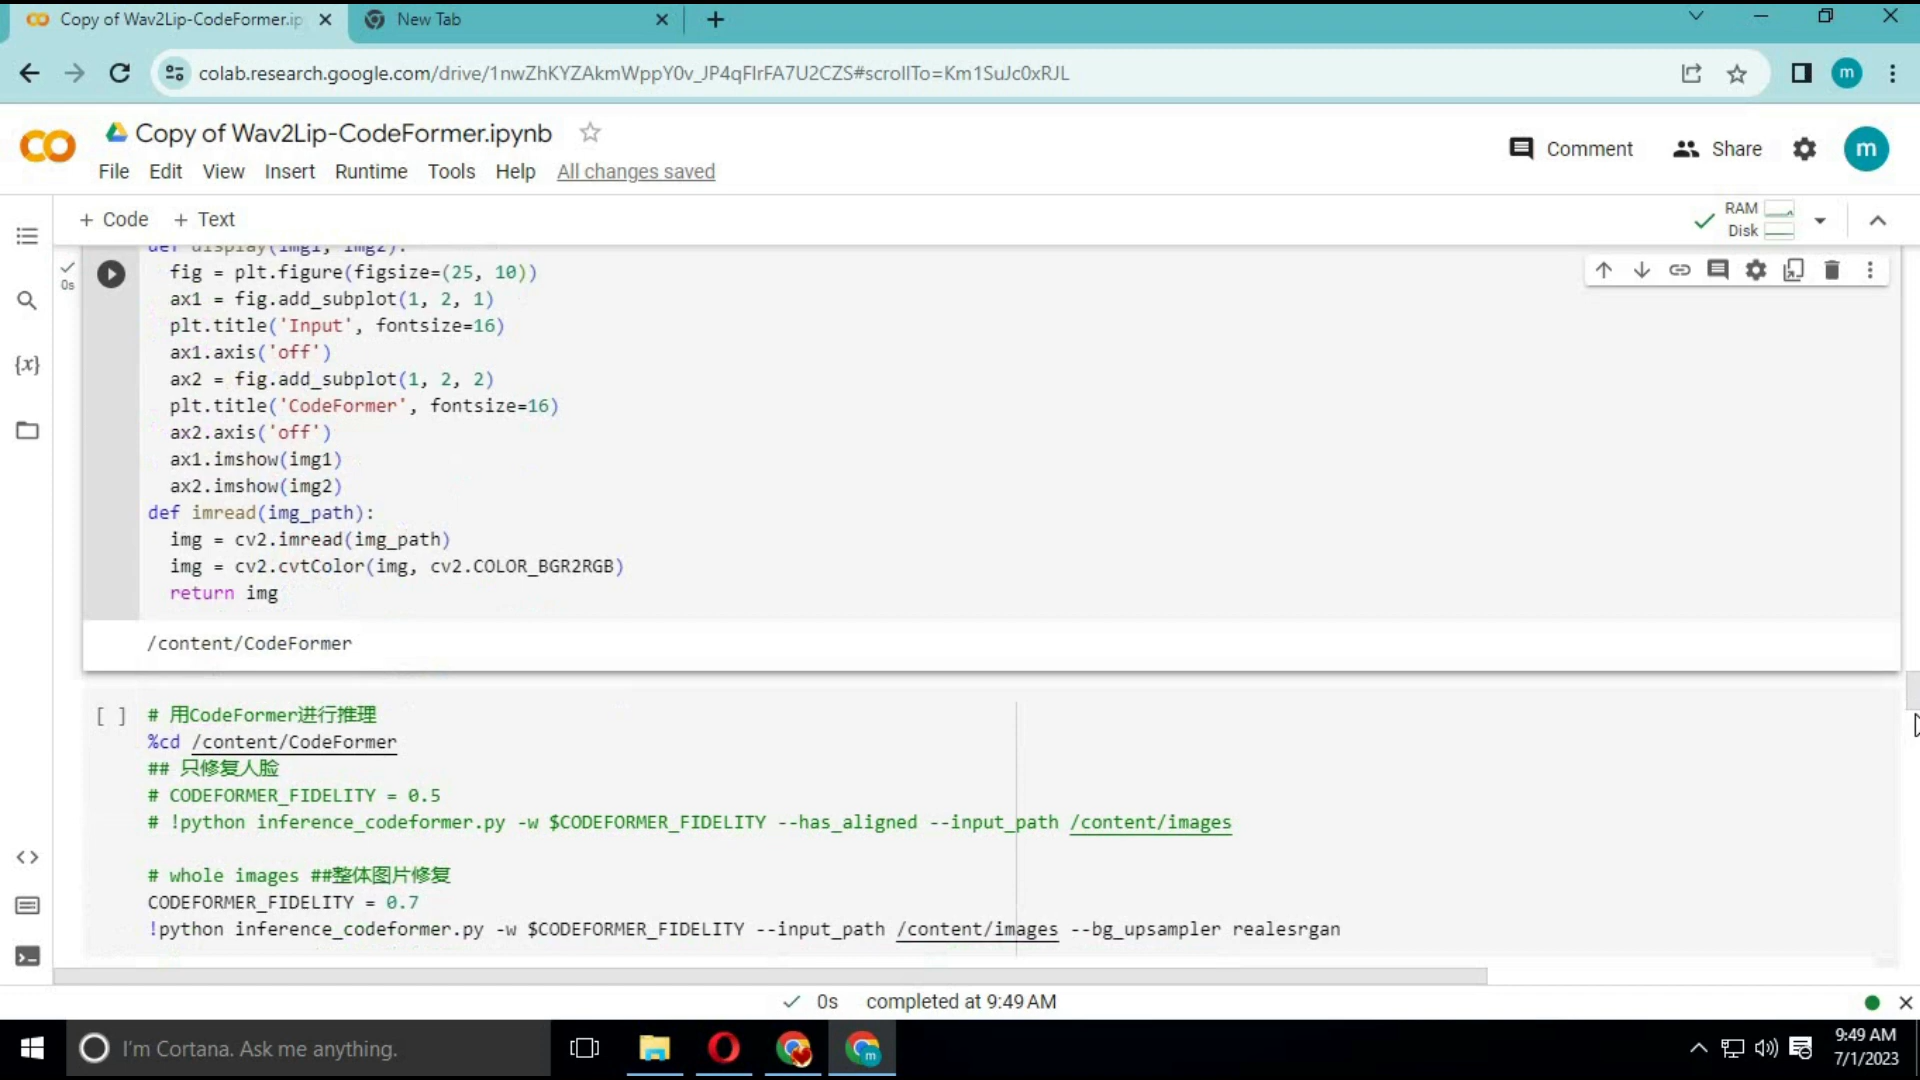 Copy of Wav2Lip-CodeFormer.ip
New Tab
colab.research.google.com/drive/1nwZhKYZAkmWppY0v_JP4qFIrFA7U2CZS#scrollTo=Km1SuJc0xRJL
m
Copy of Wav2Lip-CodeFormer.ipynb
Comment
Share
m
File Edit View Insert Runtime Tools Help All changes saved
+ Code + Text
RAM
Disk
def display(img1, img2):
0s
fig = plt.figure(figsize=(25, 10))
ax1 = fig.add_subplot(1, 2, 1)
plt.title('Input', fontsize=16)
ax1.axis('off')
ax2 = fig.add_subplot(1, 2, 2)
plt.title('CodeFormer', fontsize=16)
ax2.axis('off')
ax1.imshow(img1)
ax2.imshow(img2)
def imread(img_path):
img = cv2.imread(img_path)
img = cv2.cvtColor(img, cv2.COLOR_BGR2RGB)
return img
/content/CodeFormer
[ ] # 用CodeFormer进行推理
%cd /content/CodeFormer
## 只修复人脸
# CODEFORMER_FIDELITY = 0.5
# !python inference_codeformer.py -w $CODEFORMER_FIDELITY --has_aligned --input_path /content/images
# whole images ##整体图片修复
CODEFORMER_FIDELITY = 0.7
!python inference_codeformer.py -w $CODEFORMER_FIDELITY --input_path /content/images --bg_upsampler realesrgan
0s completed at 9:49 AM
I'm Cortana. Ask me anything.
m
9:49 AM
7/1/2023